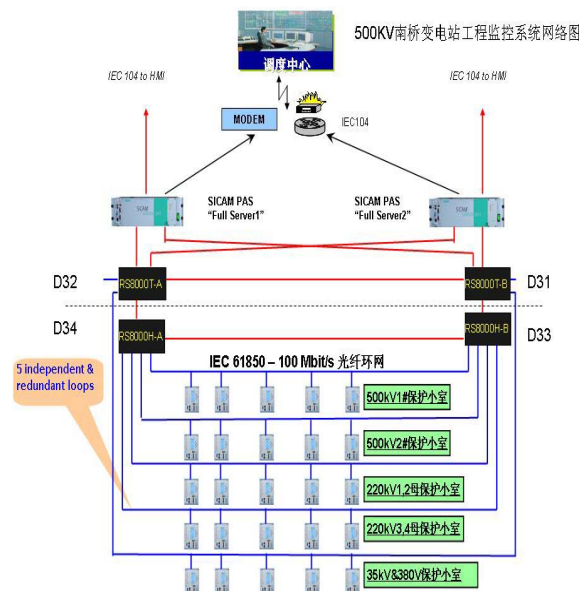 500KV南桥变电站工程监控系统网络图
调度中心
IEC 104 to HMI
IEC 104 to HMI
MODEM
IEC104
SICAM PAS
"Full Server1"
SICAM PAS
"Full Server2"
SICAM
SICAM
D32
RS8000T-A
RS8000T-B
D31
D34
RS8000H-A
RS8000H-B
D33
IEC 61850 – 100 Mbit/s 光纤环网
5 independent &
redundant loops
500kV1#保护小室
500kV2#保护小室
220kV1,2母保护小室
220kV3,4母保护小室
35kV&380V保护小室